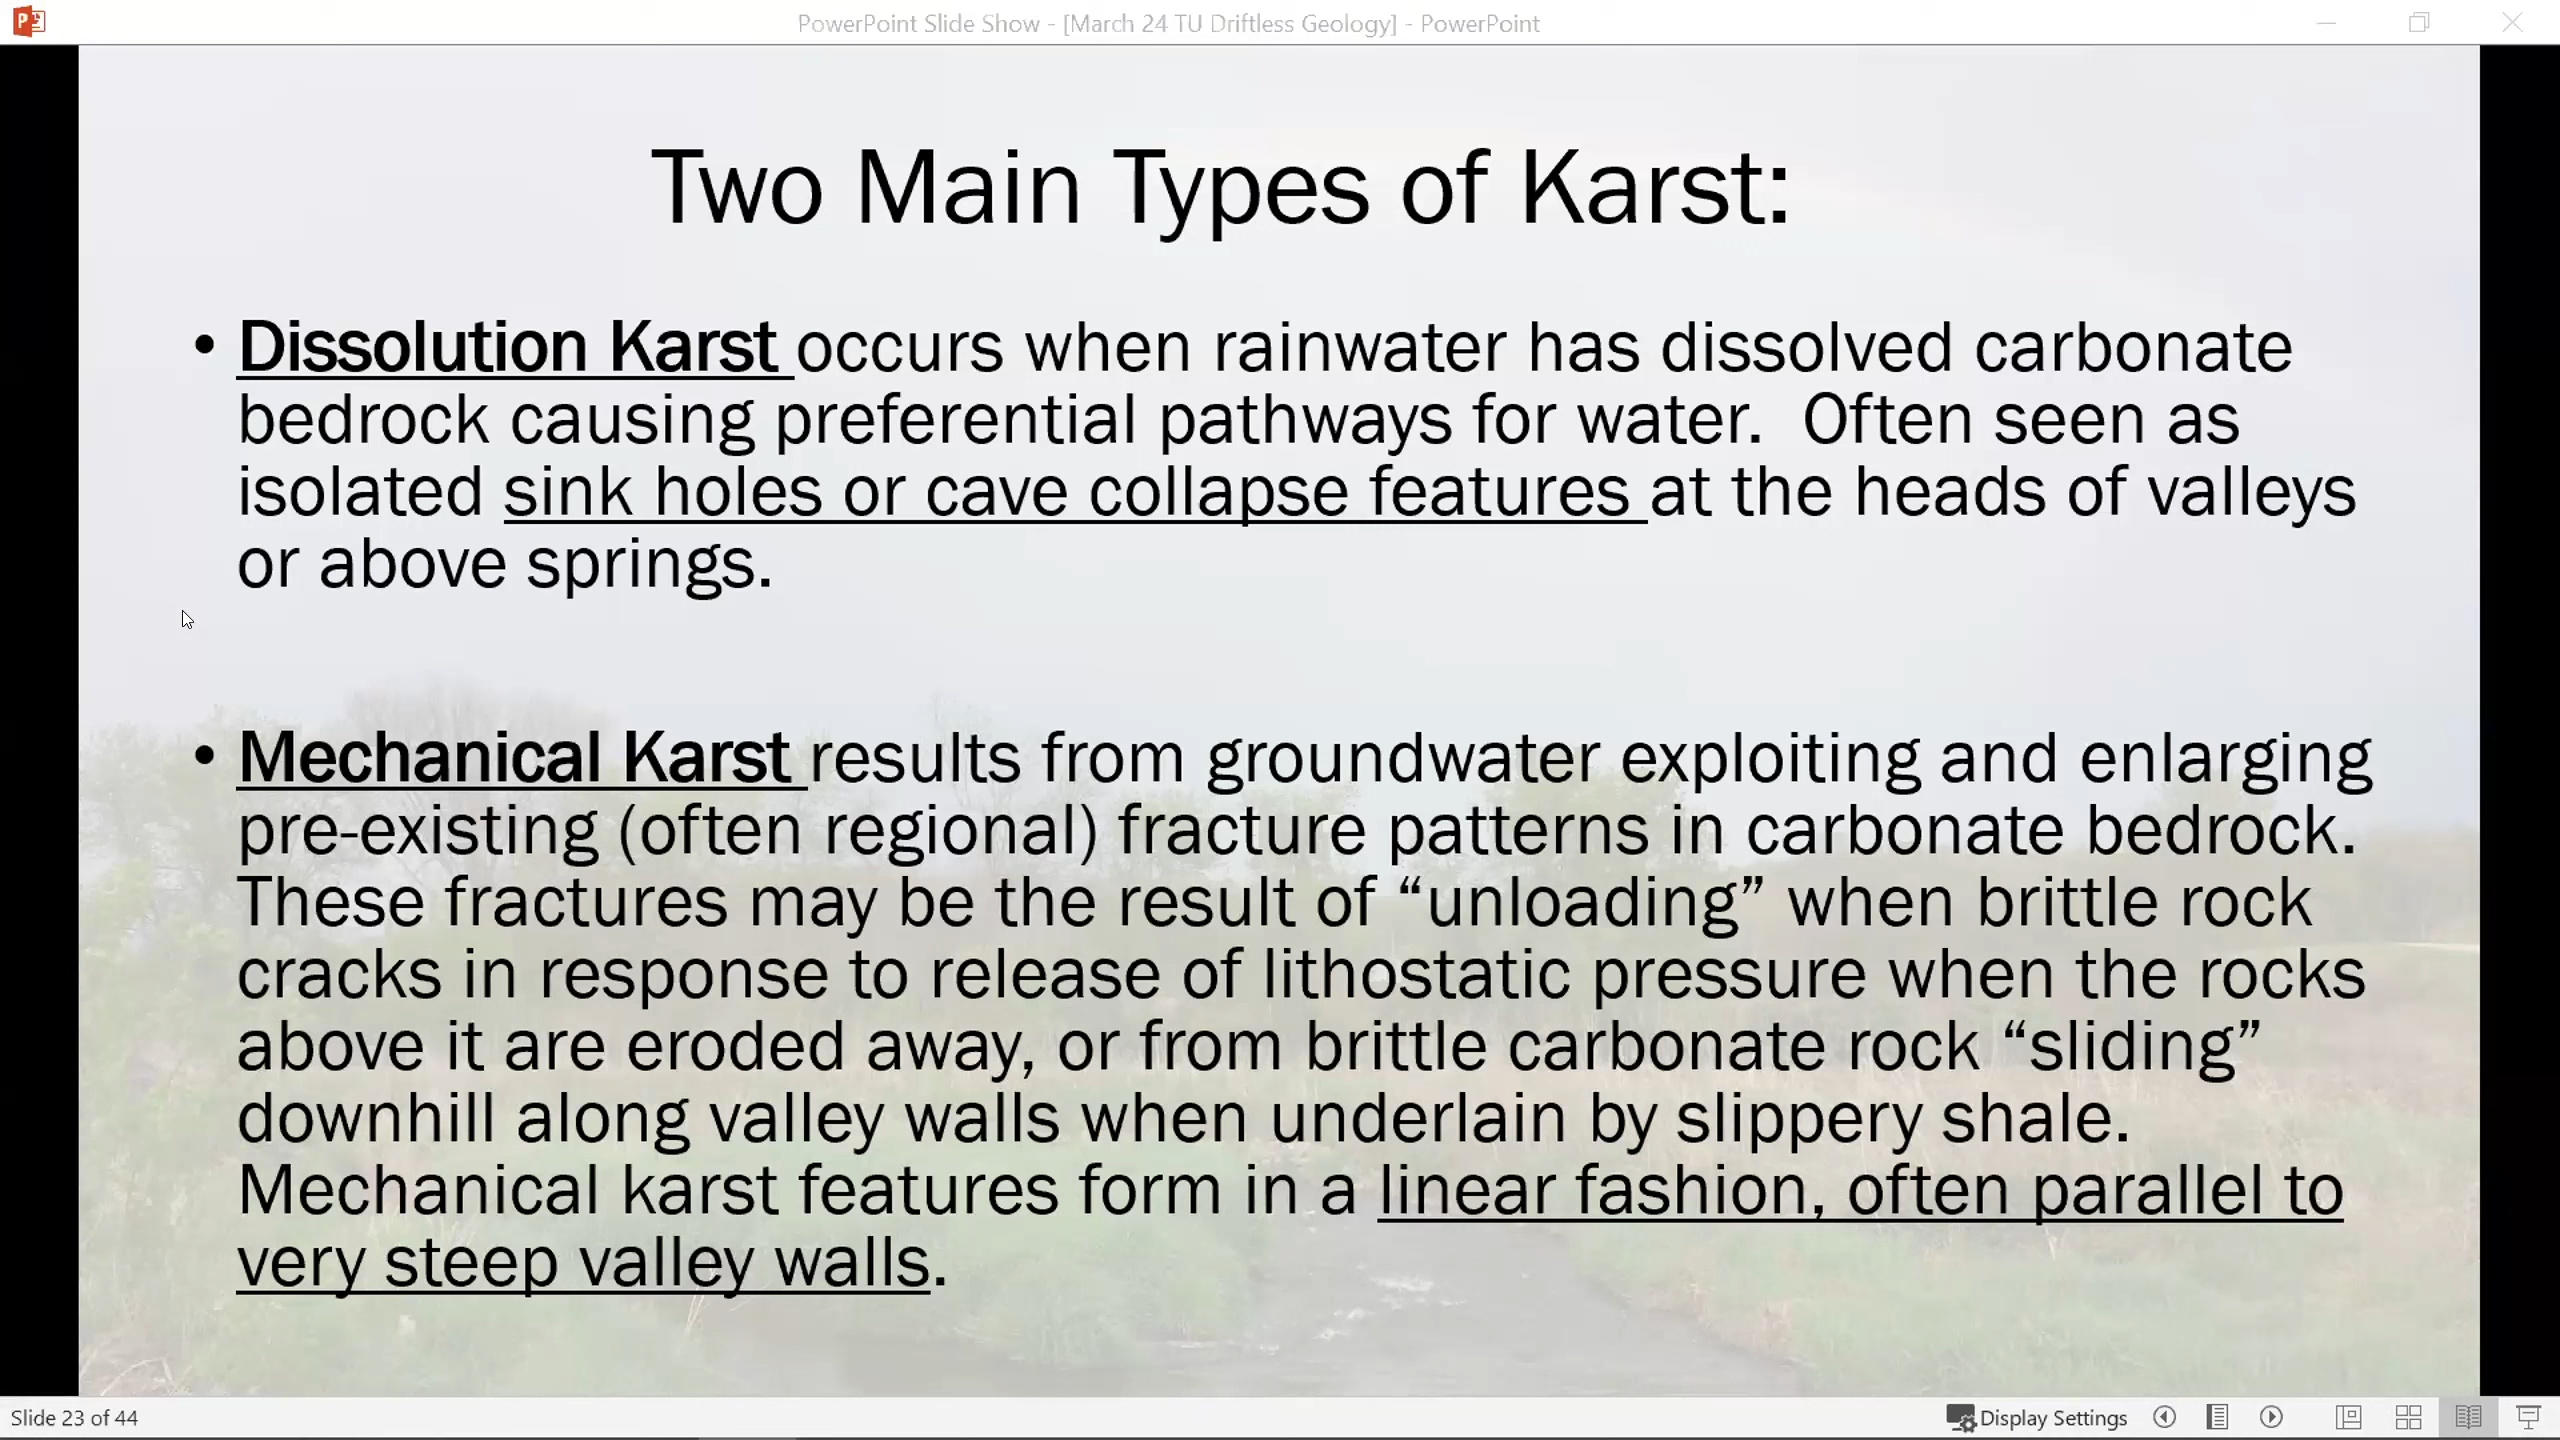 PowerPoint Slide Show - [March 24 TU Driftless Geology] - PowerPoint
Two Main Types of Karst:
• Dissolution Karst occurs when rainwater has dissolved carbonate
bedrock causing preferential pathways for water.  Often seen as
isolated sink holes or cave collapse features at the heads of valleys
or above springs.
• Mechanical Karst results from groundwater exploiting and enlarging
pre-existing (often regional) fracture patterns in carbonate bedrock.
These fractures may be the result of “unloading” when brittle rock
cracks in response to release of lithostatic pressure when the rocks
above it are eroded away, or from brittle carbonate rock “sliding”
downhill along valley walls when underlain by slippery shale.
Mechanical karst features form in a linear fashion, often parallel to
very steep valley walls.
Slide 23 of 44
Display Settings